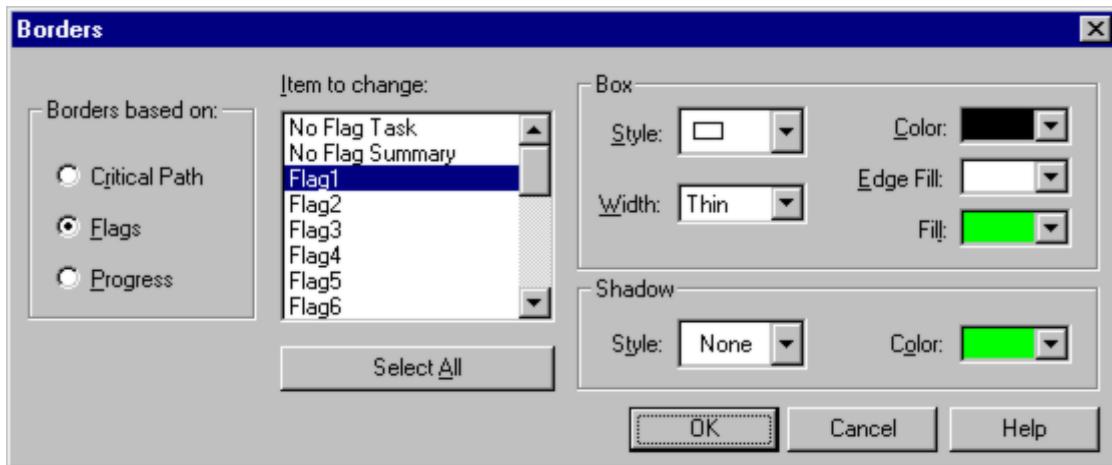 Borders
Borders based on:
Critical Path
Flags
Progress
Item to change:
No Flag Task
No Flag Summary
Flag1
Flag2
Flag3
Flag4
Flag5
Flag6
Select All
Box
Style:
Width: Thin
Color:
Edge Fill:
Fill:
Shadow
Style: None
Color:
OK
Cancel
Help